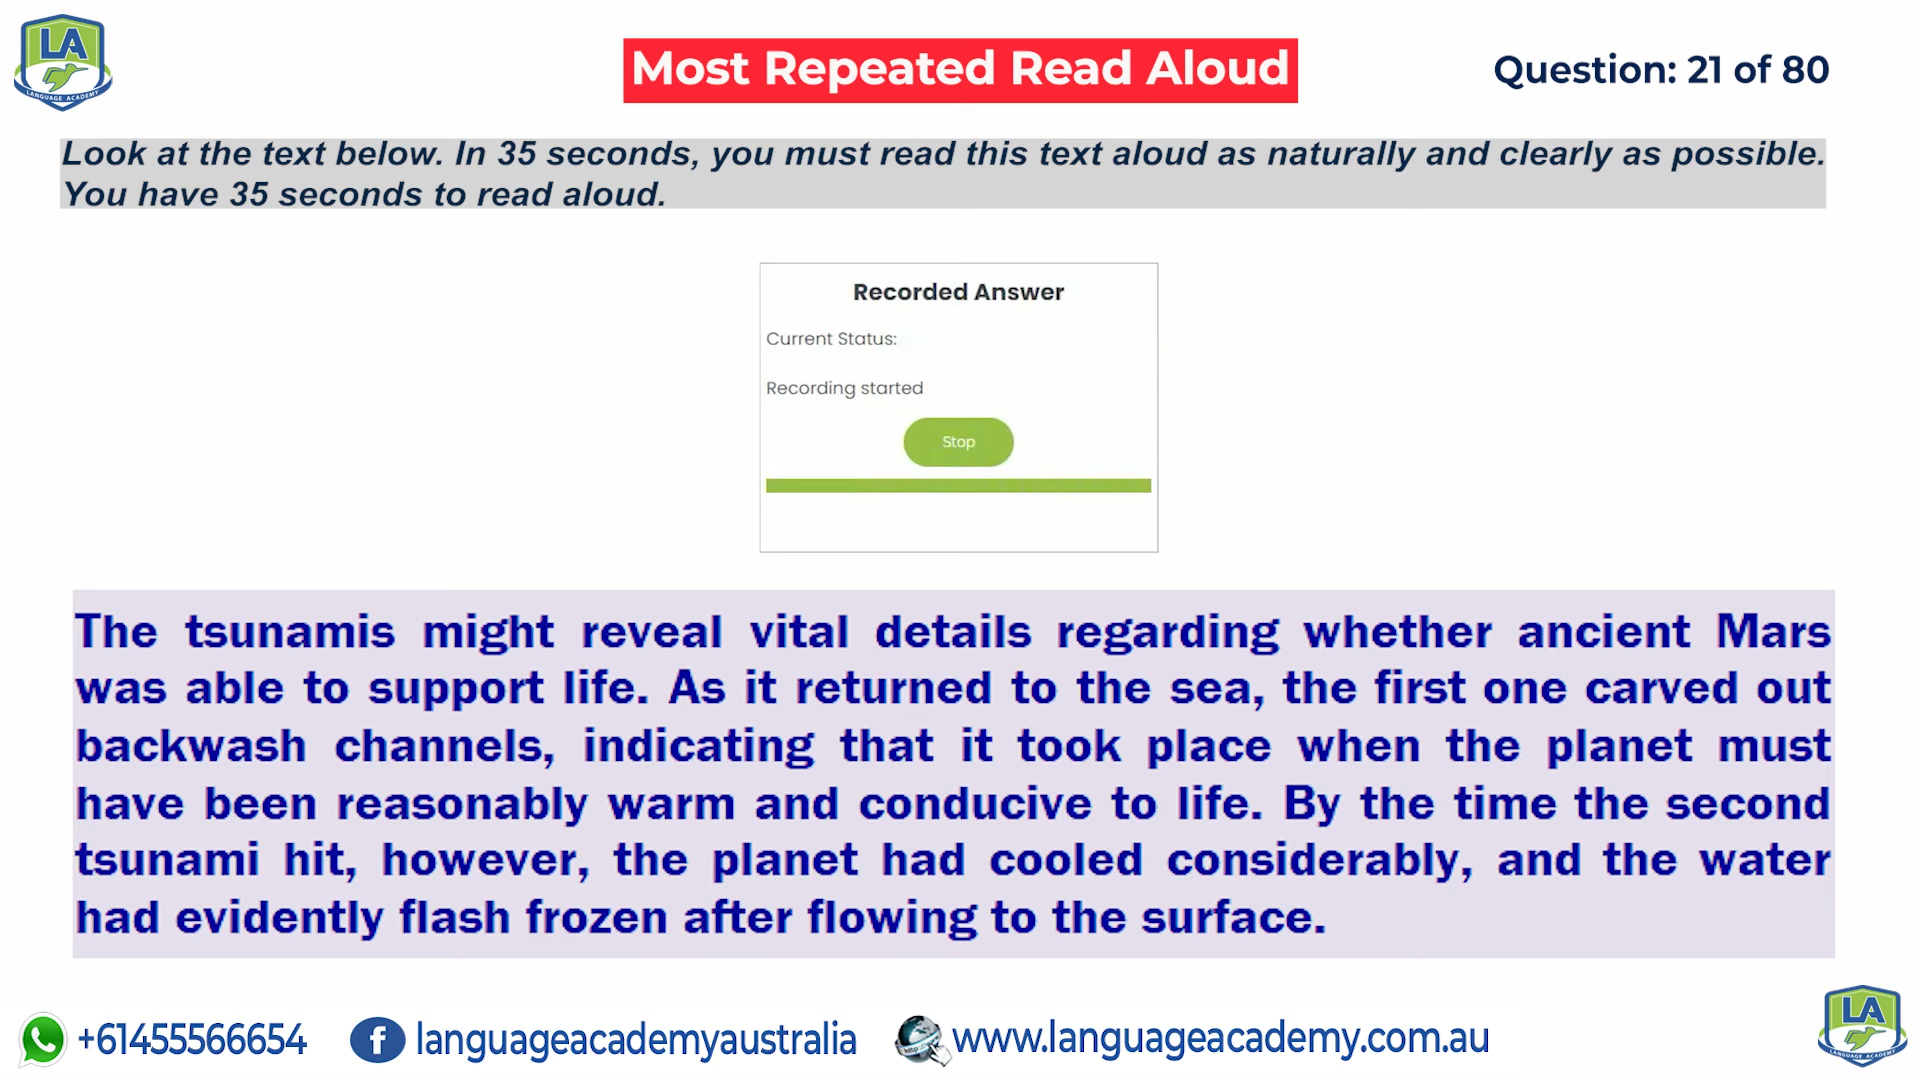 LA
LANGUAGE ACADEMY
Most Repeated Read Aloud
Question: 21 of 80
Look at the text below. In 35 seconds, you must read this text aloud as naturally and clearly as possible.
You have 35 seconds to read aloud.
Recorded Answer
Current Status:
Recording started
Stop
The tsunamis might reveal vital details regarding whether ancient Mars
was able to support life. As it returned to the sea, the first one carved out
backwash channels, indicating that it took place when the planet must
have been reasonably warm and conducive to life. By the time the second
tsunami hit, however, the planet had cooled considerably, and the water
had evidently flash frozen after flowing to the surface.
+61455566654
f
languageacademyaustralia
http://
www.languageacademy.com.au
LA
LANGUAGE ACADEMY